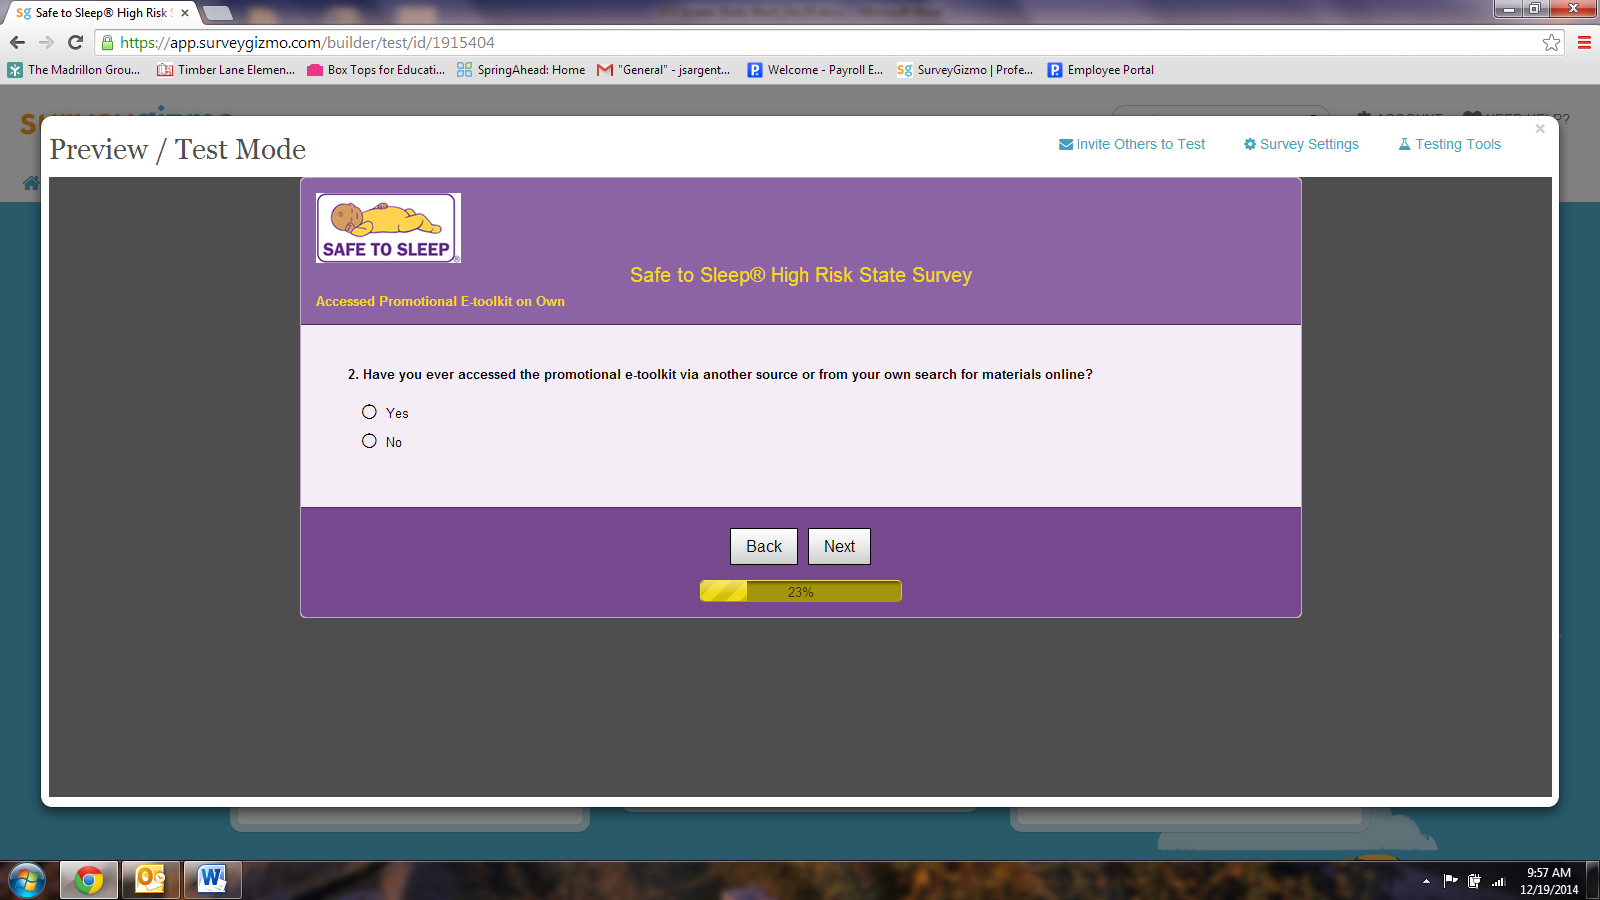 Safe to Sleep® High Risk S
https://app.surveygizmo.com/builder/test/id/1915404
The Madrillon Grou... Timber Lane Elemen... Box Tops for Educati... SpringAhead: Home "General" - jsargent... Welcome - Payroll E... SurveyGizmo | Profe... Employee Portal
Preview / Test Mode
Invite Others to Test Survey Settings Testing Tools
SAFE TO SLEEP®
Safe to Sleep® High Risk State Survey
Accessed Promotional E-toolkit on Own
2. Have you ever accessed the promotional e-toolkit via another source or from your own search for materials online?
Yes
No
Back Next
23%
9:57 AM
12/19/2014